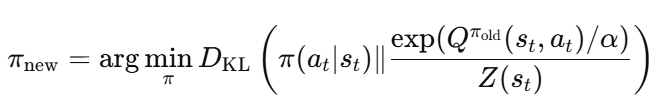 π_new = arg min_π D_KL ( π(a_t|s_t) ‖ exp(Q^{π_old}(s_t, a_t)/α) / Z(s_t) )